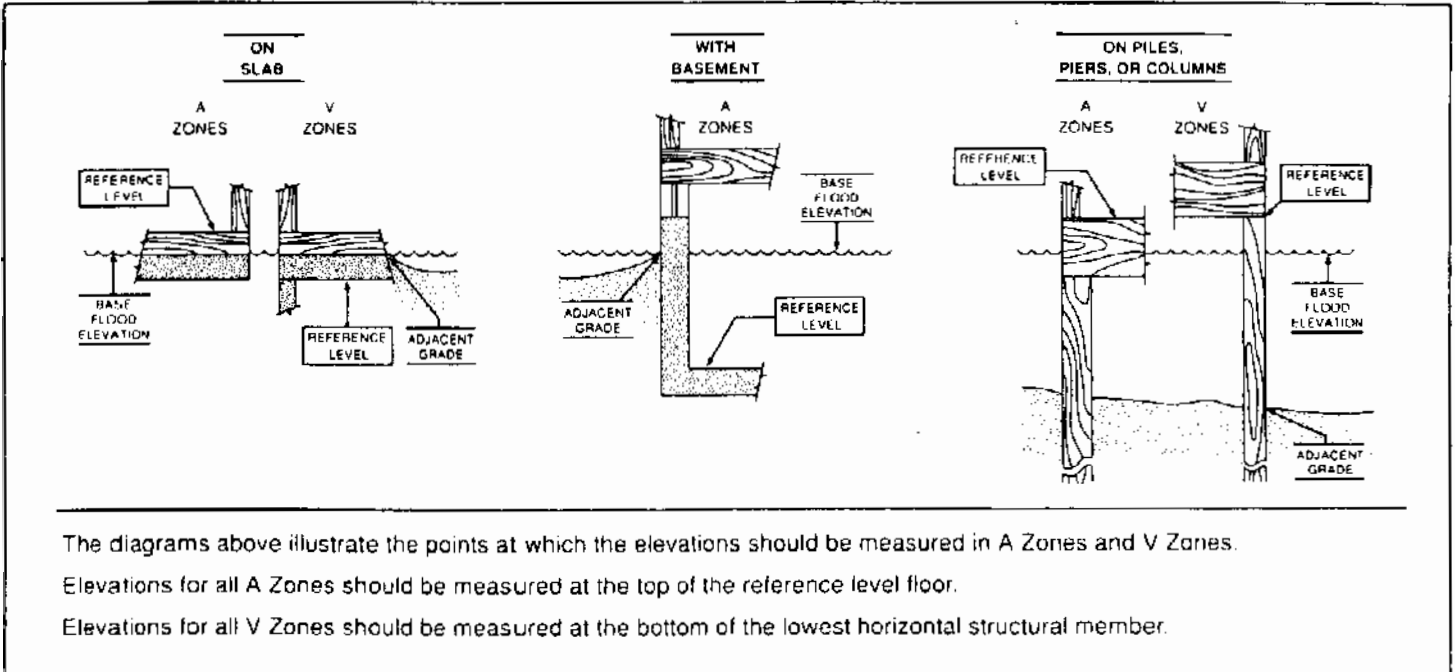 ON
SLAB
A
ZONES
V
ZONES
REFERENCE
LEVEL
BASE
FLOOD
ELEVATION
REFERENCE
LEVEL
ADJACENT
GRADE
WITH
BASEMENT
A
ZONES
BASE
FLOOD
ELEVATION
ADJACENT
GRADE
REFERENCE
LEVEL
ON PILES,
PIERS, OR COLUMNS
A
ZONES
V
ZONES
REFERENCE
LEVEL
REFERENCE
LEVEL
BASE
FLOOD
ELEVATION
ADJACENT
GRADE
The diagrams above illustrate the points at which the elevations should be measured in A Zones and V Zones.
Elevations for all A Zones should be measured at the top of the reference level floor.
Elevations for all V Zones should be measured at the bottom of the lowest horizontal structural member.